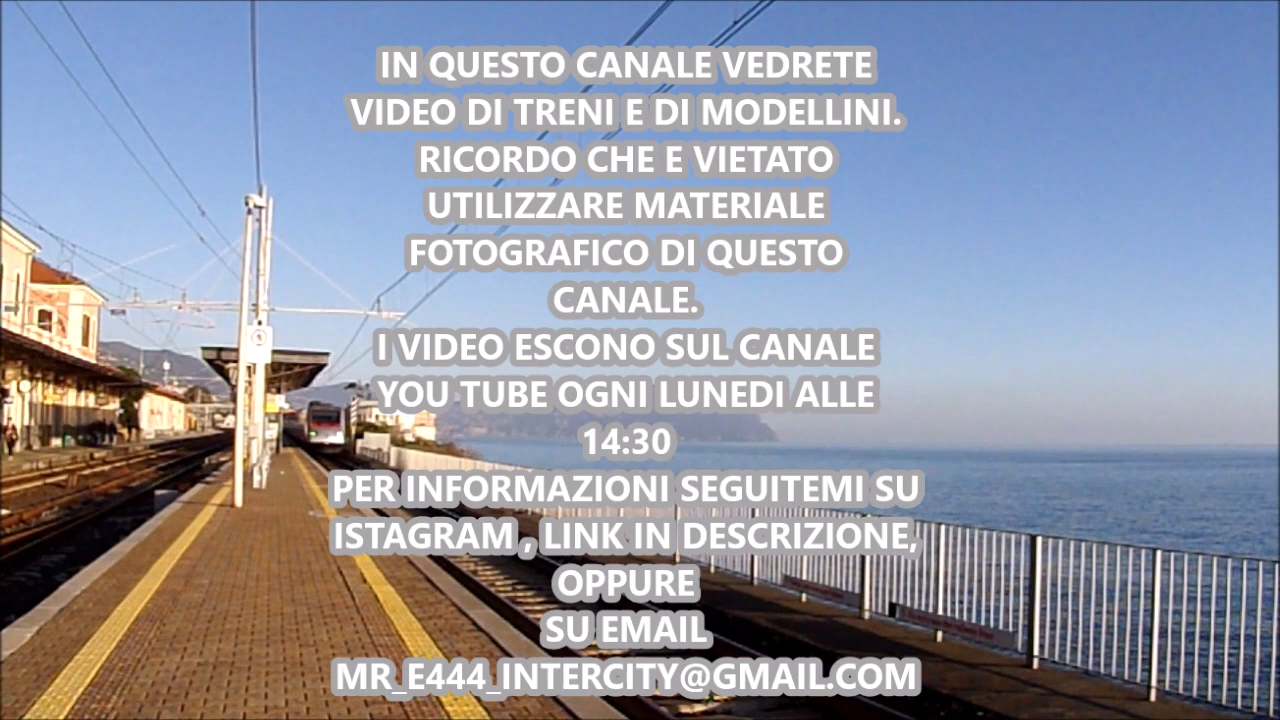 IN QUESTO CANALE VEDRETE
VIDEO DI TRENI E DI MODELLINI.
RICORDO CHE E VIETATO
UTILIZZARE MATERIALE
FOTOGRAFICO DI QUESTO
CANALE.
I VIDEO ESCONO SUL CANALE
YOU TUBE OGNI LUNEDI ALLE
14:30
PER INFORMAZIONI SEGUITEMI SU
ISTAGRAM , LINK IN DESCRIZIONE,
OPPURE
SU EMAIL
MR_E444_INTERCITY@GMAIL.COM